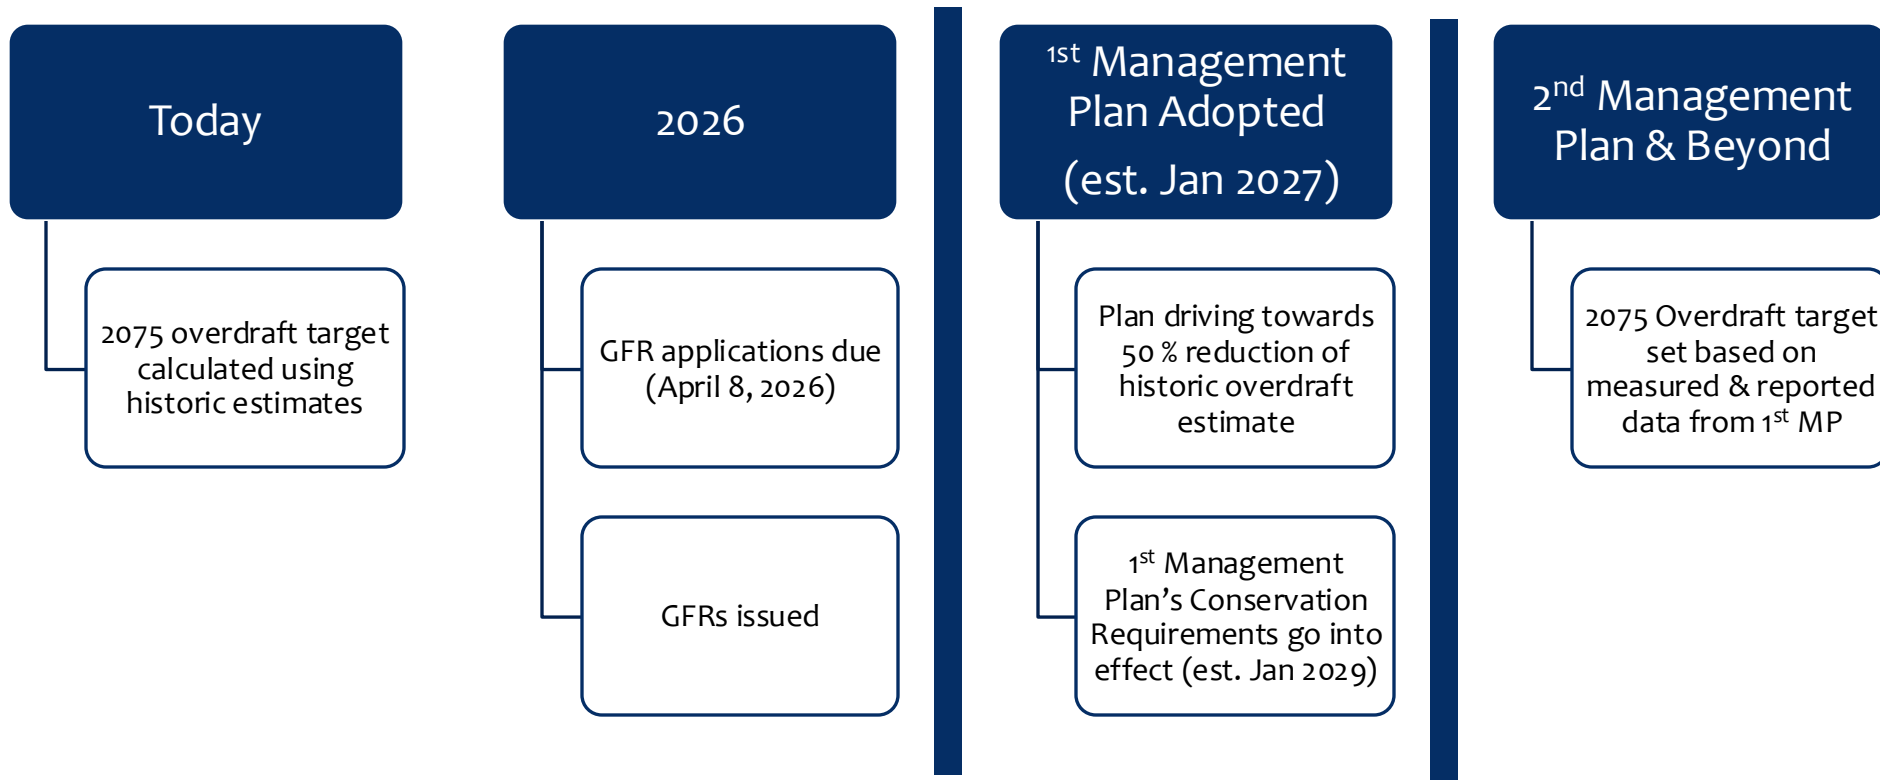 Today
2075 overdraft target
calculated using
historic estimates
2026
GFR applications due
(April 8, 2026)
GFRs issued
1st Management
Plan Adopted
(est. Jan 2027)
Plan driving towards
50 % reduction of
historic overdraft
estimate
1st Management
Plan’s Conservation
Requirements go into
effect (est. Jan 2029)
2nd Management
Plan & Beyond
2075 Overdraft target
set based on
measured & reported
data from 1st MP